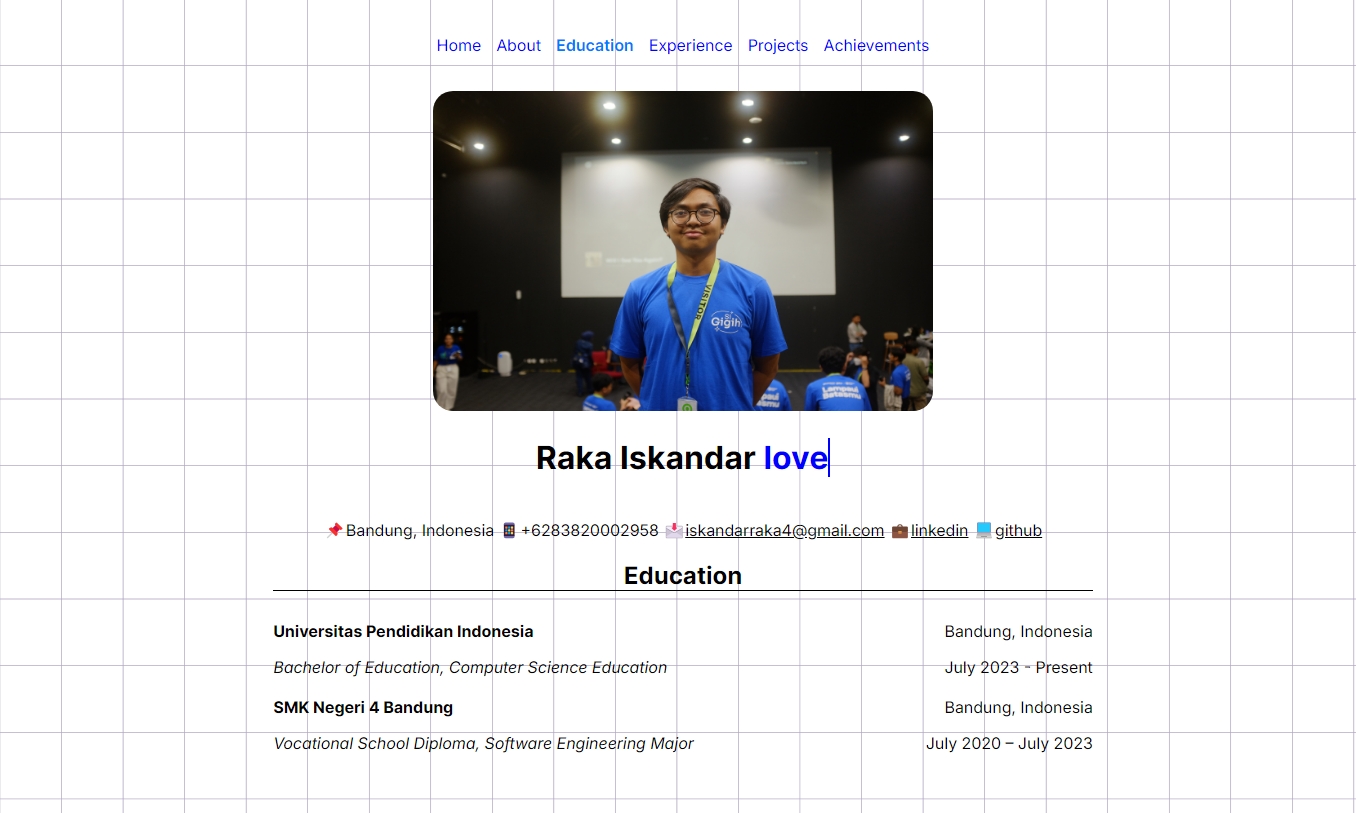 Home About Education Experience Projects Achievements
VISITOR
Gigih
Lampaui
Batasmu
Raka Iskandar love
📌Bandung, Indonesia 📱+6283820002958 📩iskandarraka4@gmail.com 💼linkedin 💻github
Education
Universitas Pendidikan Indonesia Bandung, Indonesia
Bachelor of Education, Computer Science Education July 2023 - Present
SMK Negeri 4 Bandung Bandung, Indonesia
Vocational School Diploma, Software Engineering Major July 2020 – July 2023